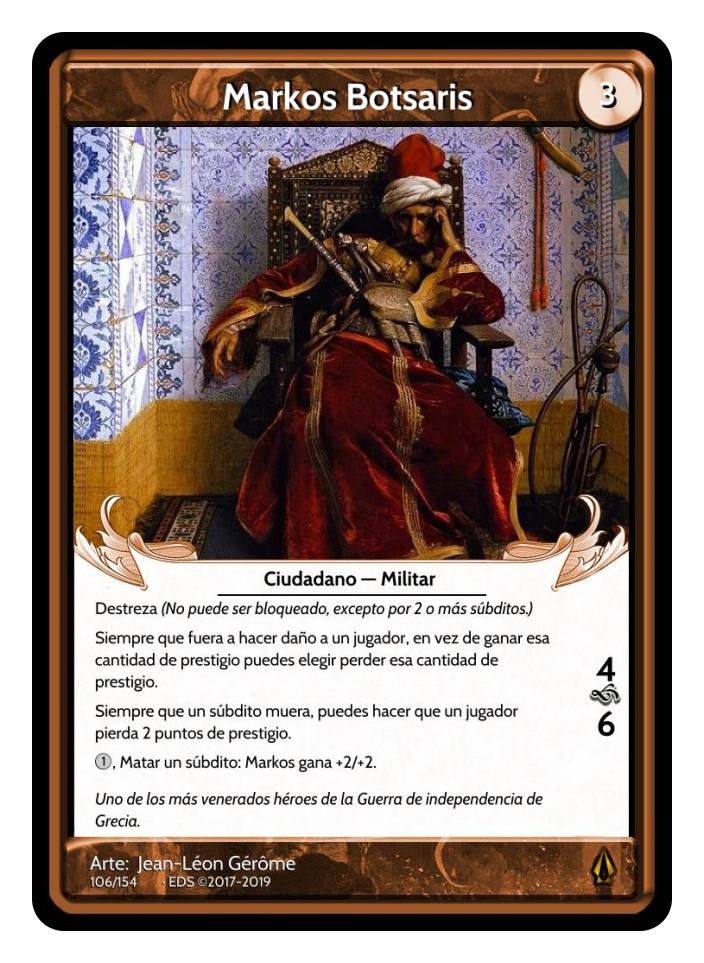 Markos Botsaris
3
Ciudadano — Militar
Destreza (No puede ser bloqueado, excepto por 2 o más súbditos.)
Siempre que fuera a hacer daño a un jugador, en vez de ganar esa
cantidad de prestigio puedes elegir perder esa cantidad de
prestigio.
Siempre que un súbdito muera, puedes hacer que un jugador
pierda 2 puntos de prestigio.
①, Matar un súbdito: Markos gana +2/+2.
Uno de los más venerados héroes de la Guerra de independencia de
Grecia.
4
6
Arte: Jean-Léon Gérôme
106/154 · EDS ©2017-2019